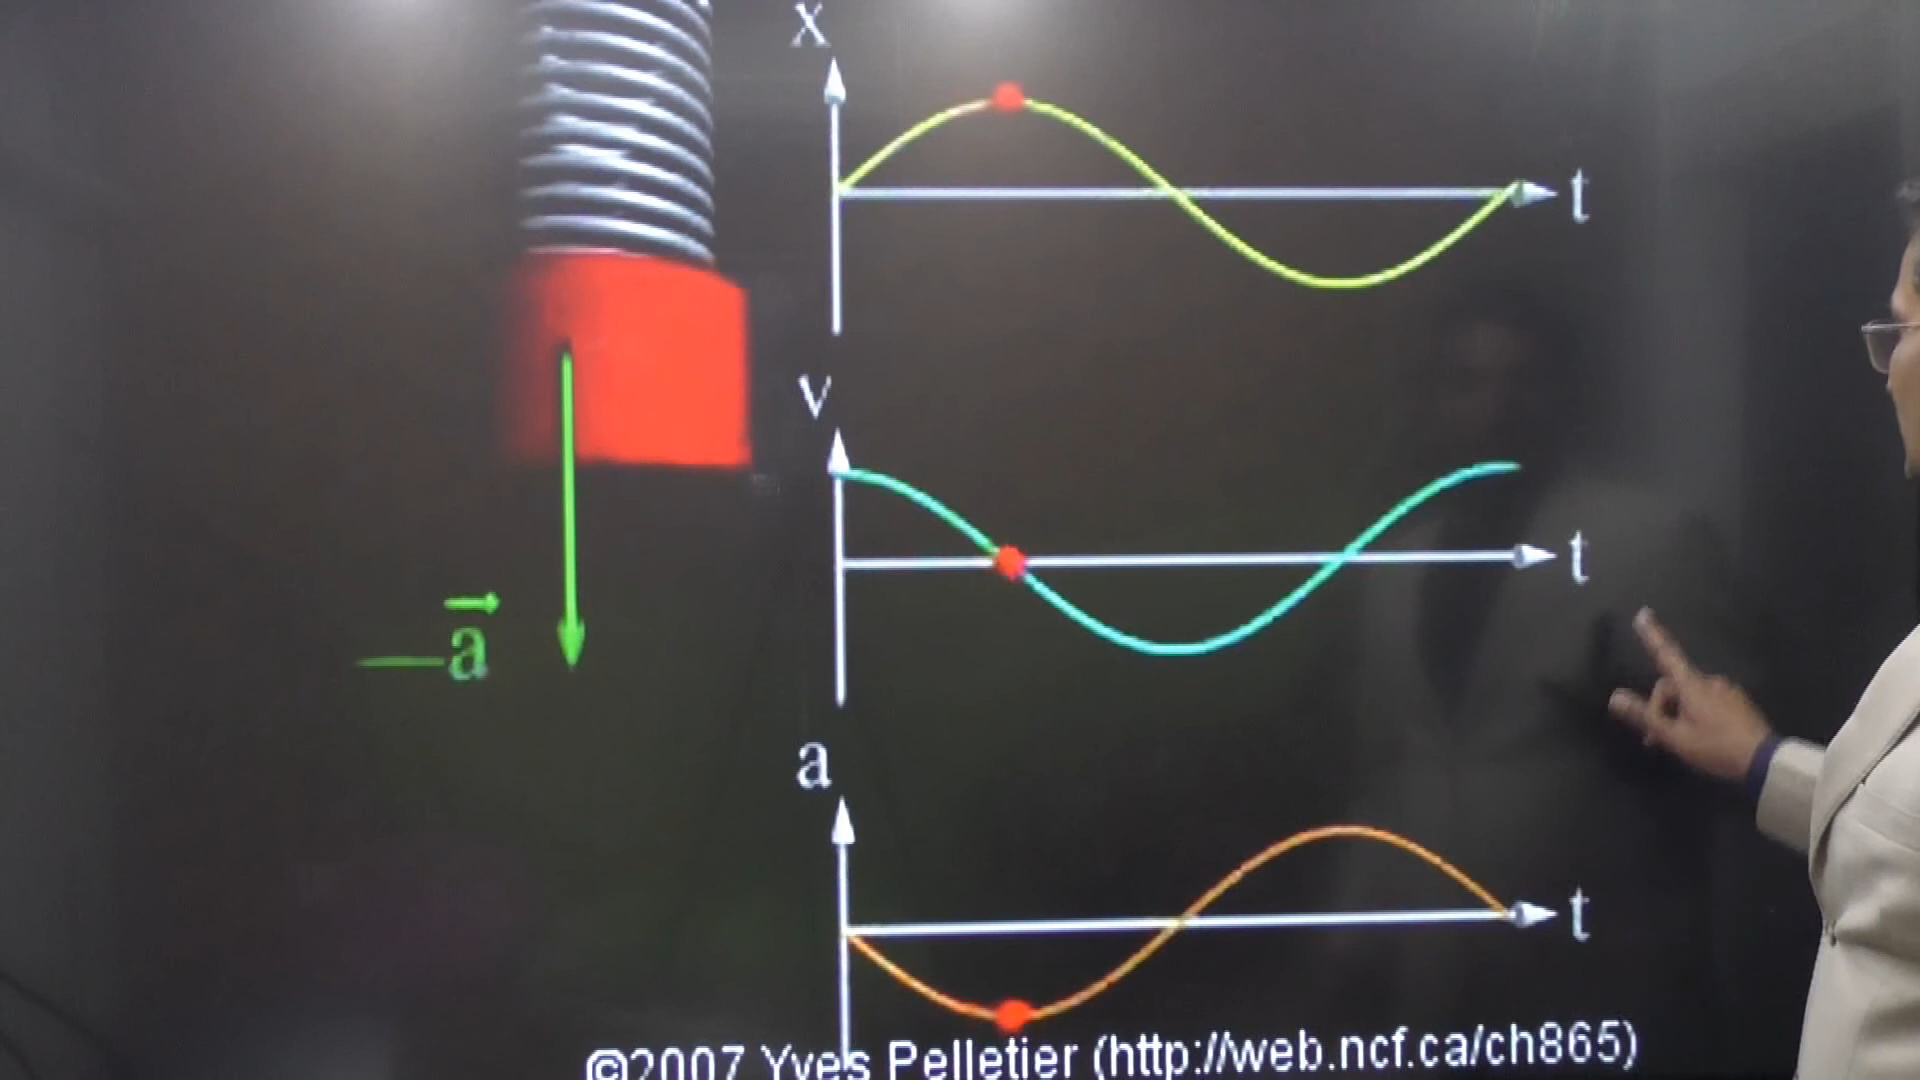 x
t
v
t
a
a
t
©2007 Yves Pelletier (http://web.ncf.ca/ch865)